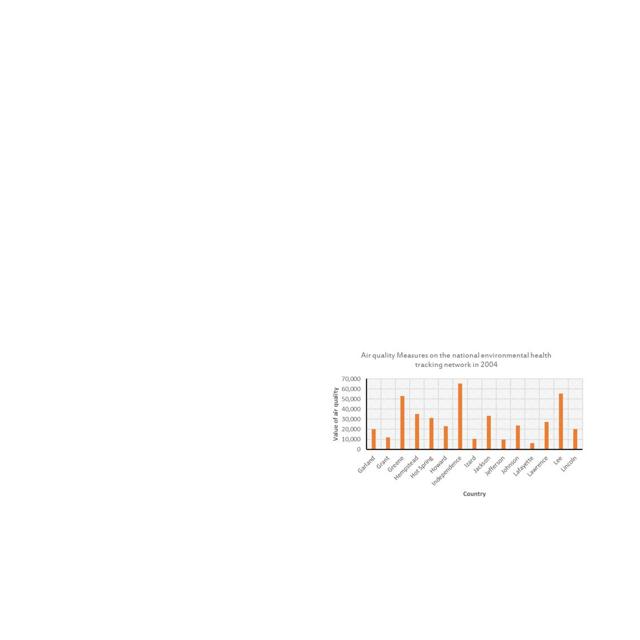 Air quality Measures on the national environmental health
tracking network in 2004
Value of air quality
70,000
60,000
50,000
40,000
30,000
20,000
10,000
0
Garland
Grant
Greene
Hempstead
Hot Spring
Howard
Independence
Izard
Jackson
Jefferson
Johnson
Lafayette
Lawrence
Lee
Lincoln
Country